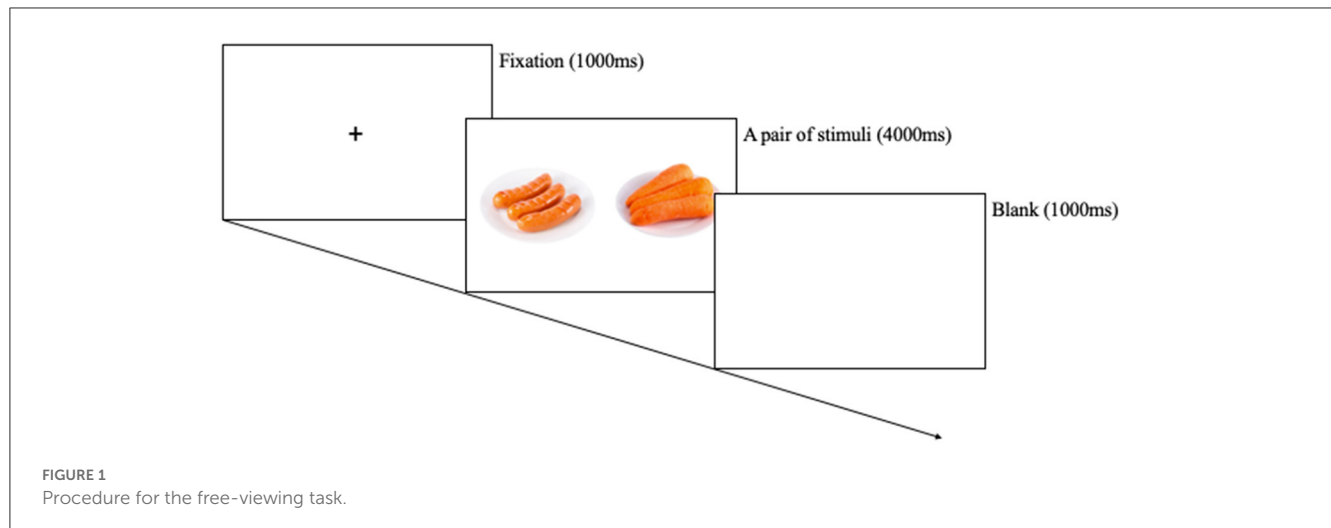 Fixation (1000ms)
+
A pair of stimuli (4000ms)
Blank (1000ms)
FIGURE 1
Procedure for the free-viewing task.